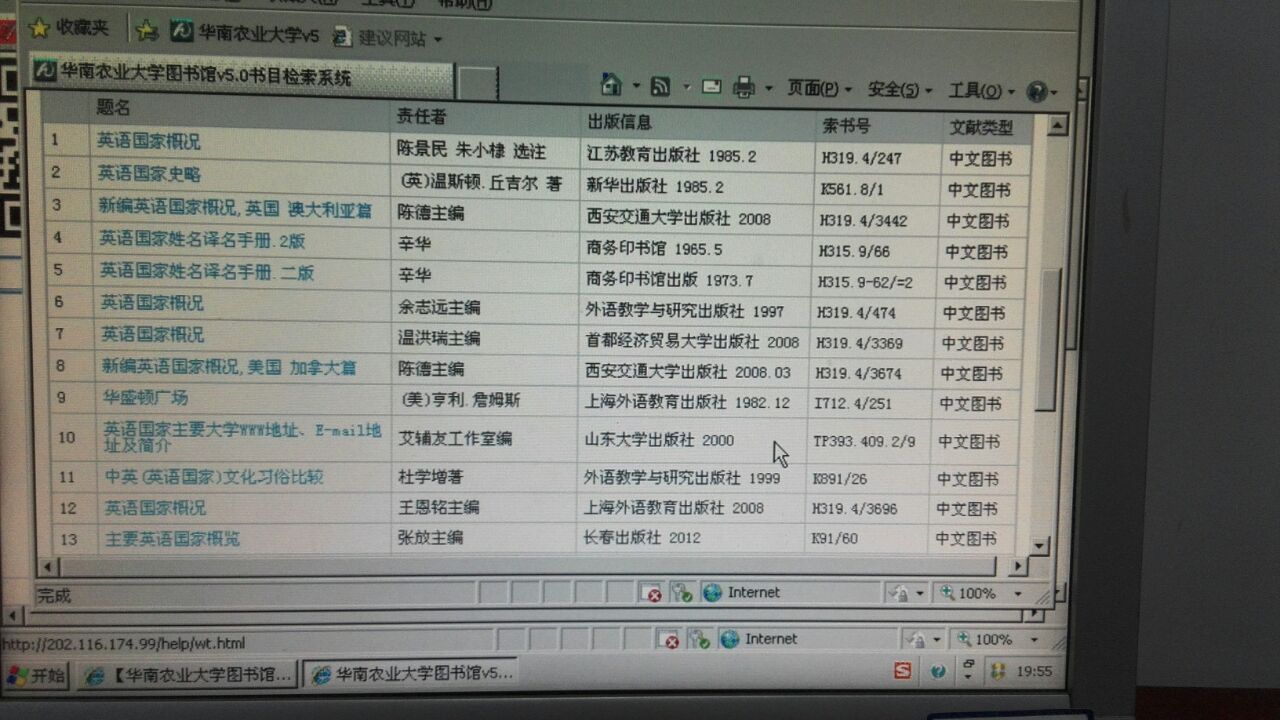 工具(T) 帮助(H)
收藏夹 华南农业大学v5 建议网站
华南农业大学图书馆v5.0书目检索系统 页面(P) 安全(S) 工具(O)
题名 责任者 出版信息 索书号 文献类型
1 英语国家概况 陈景民 朱小棣 选注 江苏教育出版社 1985.2 H319.4/247 中文图书
2 英语国家史略 (英)温斯顿.丘吉尔 著 新华出版社 1985.2 K561.8/1 中文图书
3 新编英语国家概况,英国 澳大利亚篇 陈德主编 西安交通大学出版社 2008 H319.4/3442 中文图书
4 英语国家姓名译名手册.2版 辛华 商务印书馆 1965.5 H315.9/66 中文图书
5 英语国家姓名译名手册.二版 辛华 商务印书馆出版 1973.7 H315.9-62/=2 中文图书
6 英语国家概况 余志远主编 外语教学与研究出版社 1997 H319.4/474 中文图书
7 英语国家概况 温洪瑞主编 首都经济贸易大学出版社 2008 H319.4/3369 中文图书
8 新编英语国家概况,美国 加拿大篇 陈德主编 西安交通大学出版社 2008.03 H319.4/3674 中文图书
9 华盛顿广场 (美)亨利.詹姆斯 上海外语教育出版社 1982.12 I712.4/251 中文图书
10 英语国家主要大学WWW地址、E-mail地
址及简介 艾辅友工作室编 山东大学出版社 2000 TP393.409.2/9 中文图书
11 中英(英语国家)文化习俗比较 杜学增著 外语教学与研究出版社 1999 K891/26 中文图书
12 英语国家概况 王恩铭主编 上海外语教育出版社 2008 H319.4/3696 中文图书
13 主要英语国家概览 张放主编 长春出版社 2012 K91/60 中文图书
完成 Internet 100%
http://202.116.174.99/help/wt.html Internet 100%
开始 【华南农业大学图书馆... 华南农业大学图书馆v5... 19:55